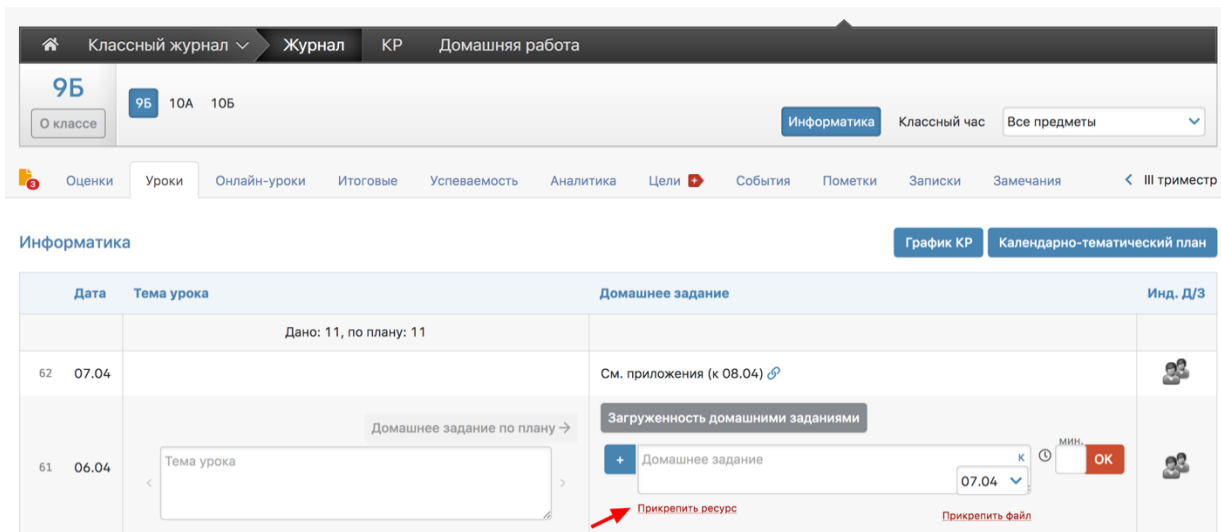 Классный журнал Журнал КР Домашняя работа
9Б
О классе
9Б 10А 10Б
Информатика Классный час Все предметы
3 Оценки Уроки Онлайн-уроки Итоговые Успеваемость Аналитика Цели + События Пометки Записки Замечания < III триместр
Информатика График КР Календарно-тематический план
Дата Тема урока Домашнее задание Инд. Д/З
Дано: 11, по плану: 11
62 07.04 См. приложения (к 08.04)
Загруженность домашними заданиями
Домашнее задание по плану →
мин.
61 06.04 < Тема урока > + Домашнее задание К ОК
07.04
Прикрепить ресурс Прикрепить файл